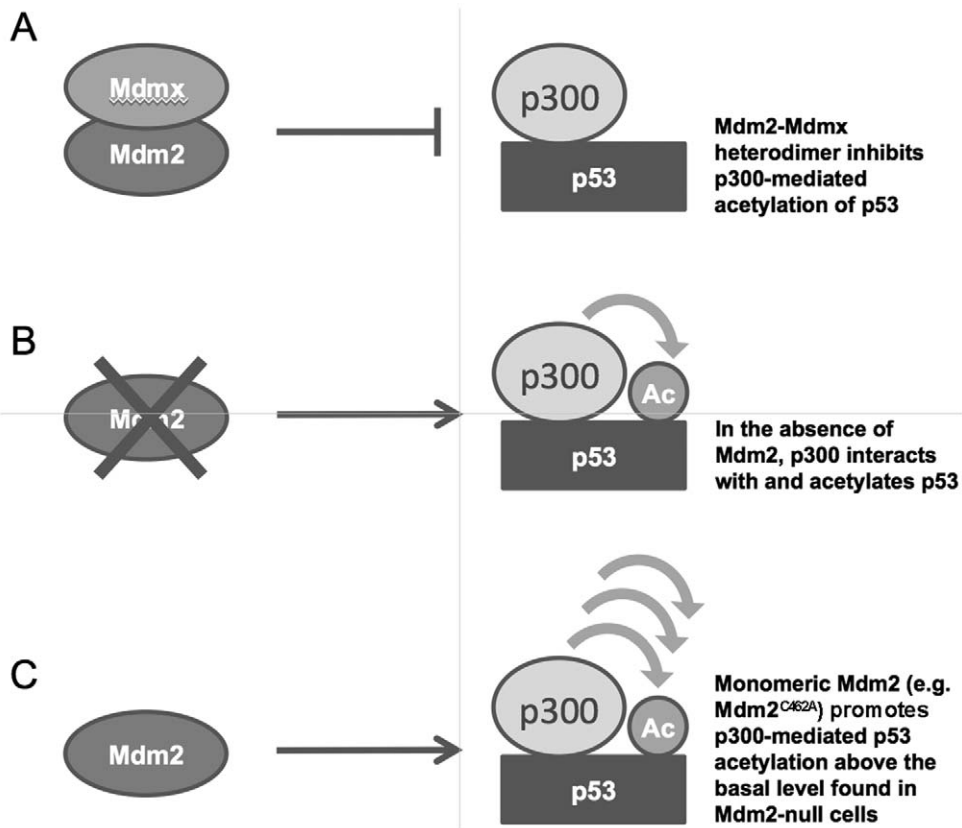 A
Mdmx
Mdm2
p300
p53
Mdm2-Mdmx
heterodimer inhibits
p300-mediated
acetylation of p53
B
Mdm2
p300
Ac
p53
In the absence of
Mdm2, p300 interacts
with and acetylates p53
C
Mdm2
p300
Ac
p53
Monomeric Mdm2 (e.g.
Mdm2C462A) promotes
p300-mediated p53
acetylation above the
basal level found in
Mdm2-null cells